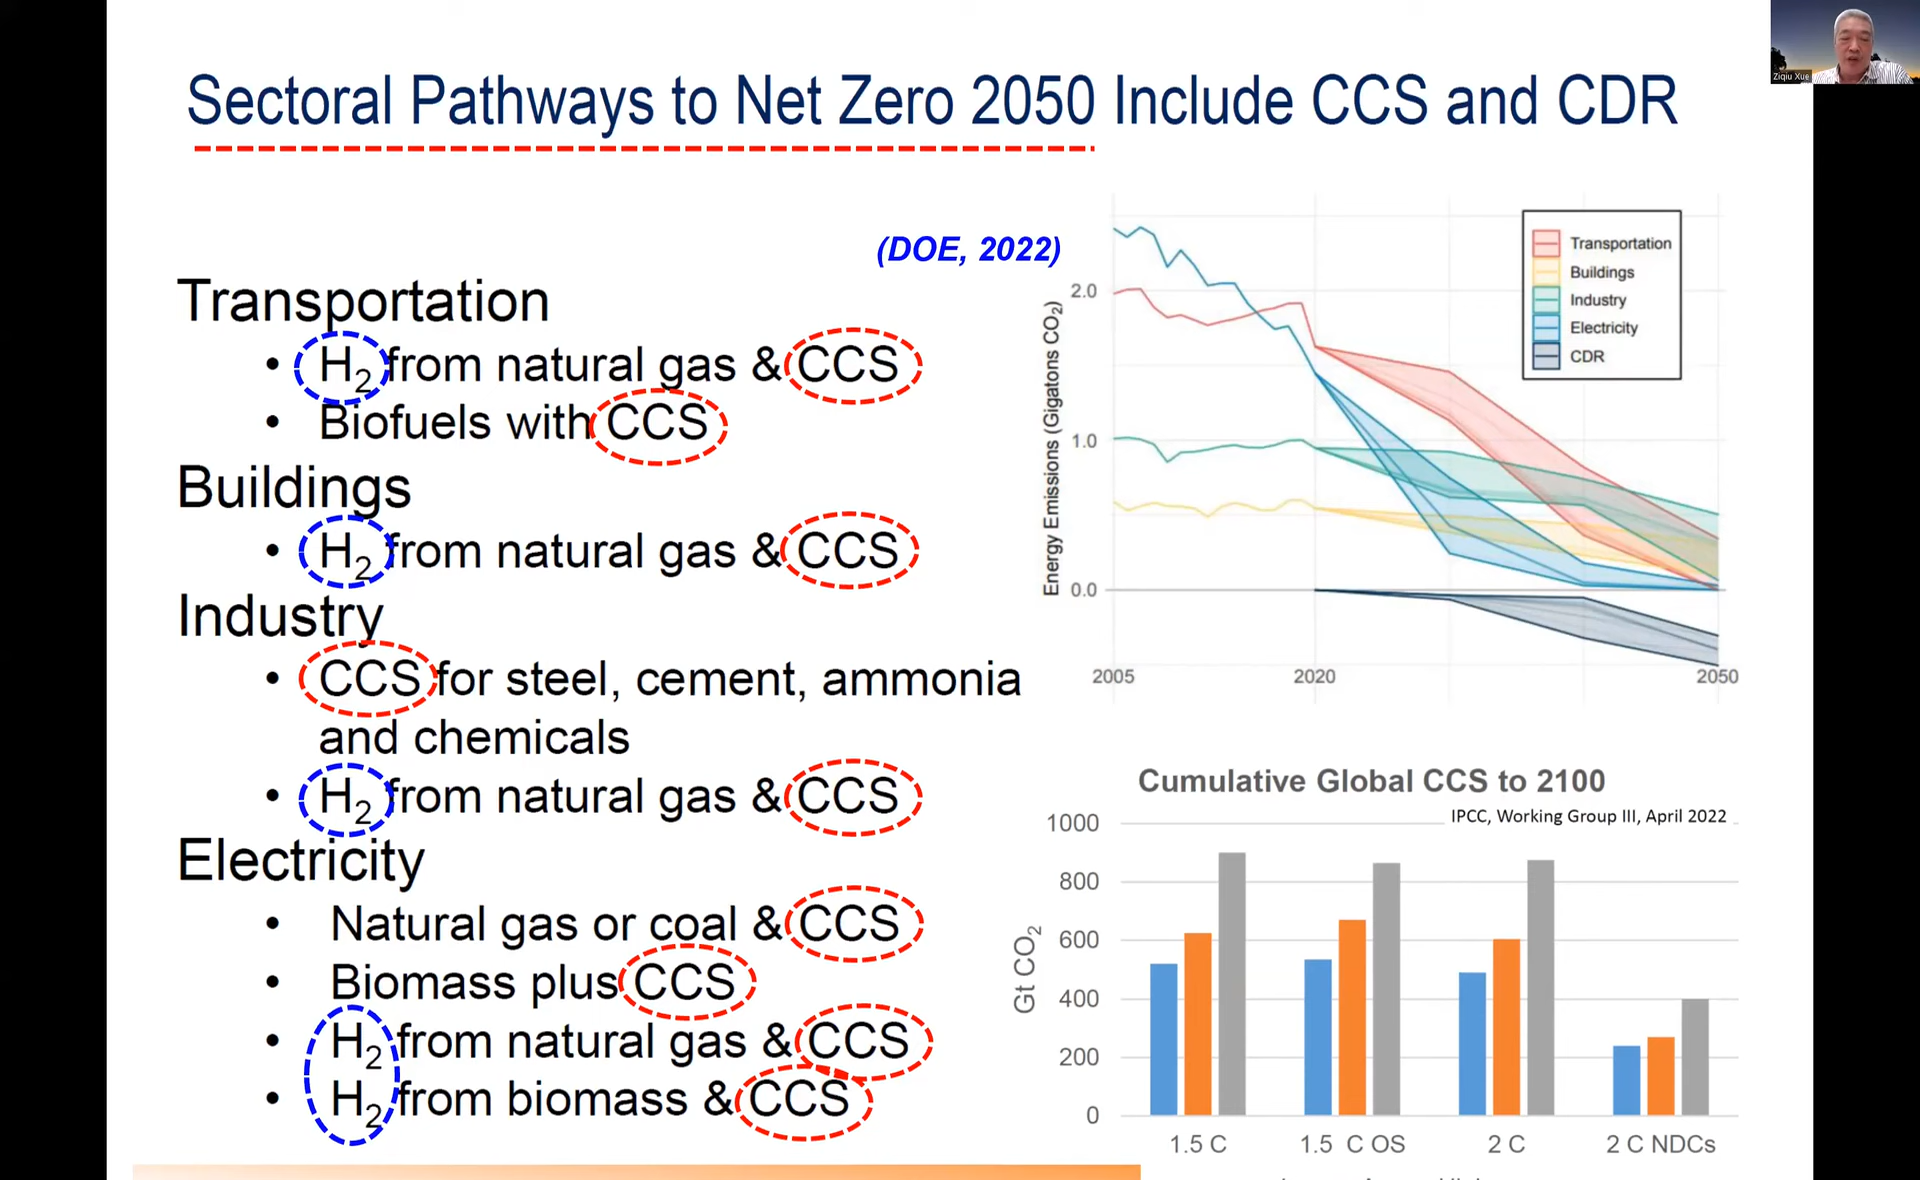 Ziqiu Xue
Sectoral Pathways to Net Zero 2050 Include CCS and CDR
(DOE, 2022)
Transportation
• H₂ from natural gas & CCS
• Biofuels with CCS
Buildings
• H₂ from natural gas & CCS
Industry
• CCS for steel, cement, ammonia
and chemicals
• H₂ from natural gas & CCS
Electricity
• Natural gas or coal & CCS
• Biomass plus CCS
• H₂ from natural gas & CCS
• H₂ from biomass & CCS
Energy Emissions (Gigatons CO₂)
2.0
1.0
0.0
2005
2020
2050
Transportation
Buildings
Industry
Electricity
CDR
Cumulative Global CCS to 2100
IPCC, Working Group III, April 2022
Gt CO₂
1000
800
600
400
200
0
1.5 C
1.5 C OS
2 C
2 C NDCs